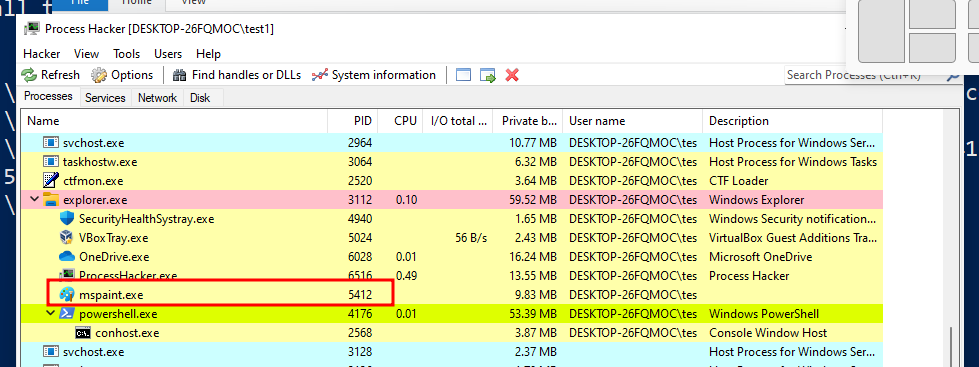 File
Process Hacker [DESKTOP-26FQMOC\test1]
Hacker View Tools Users Help
Refresh Options Find handles or DLLs System information Search Processes (Ctrl+K)
Processes Services Network Disk
Name PID CPU I/O total ... Private b... User name Description
svchost.exe 2964 10.77 MB DESKTOP-26FQMOC\tes Host Process for Windows Ser...
taskhostw.exe 3064 6.32 MB DESKTOP-26FQMOC\tes Host Process for Windows Tasks
ctfmon.exe 2520 3.64 MB DESKTOP-26FQMOC\tes CTF Loader
explorer.exe 3112 0.10 59.52 MB DESKTOP-26FQMOC\tes Windows Explorer
SecurityHealthSystray.exe 4940 1.65 MB DESKTOP-26FQMOC\tes Windows Security notification...
VBoxTray.exe 5024 56 B/s 2.43 MB DESKTOP-26FQMOC\tes VirtualBox Guest Additions Tra...
OneDrive.exe 6028 0.01 16.24 MB DESKTOP-26FQMOC\tes Microsoft OneDrive
ProcessHacker.exe 6516 0.49 13.55 MB DESKTOP-26FQMOC\tes Process Hacker
mspaint.exe 5412 9.83 MB DESKTOP-26FQMOC\tes
powershell.exe 4176 0.01 53.39 MB DESKTOP-26FQMOC\tes Windows PowerShell
conhost.exe 2568 3.87 MB DESKTOP-26FQMOC\tes Console Window Host
svchost.exe 3128 2.37 MB Host Process for Windows Ser...